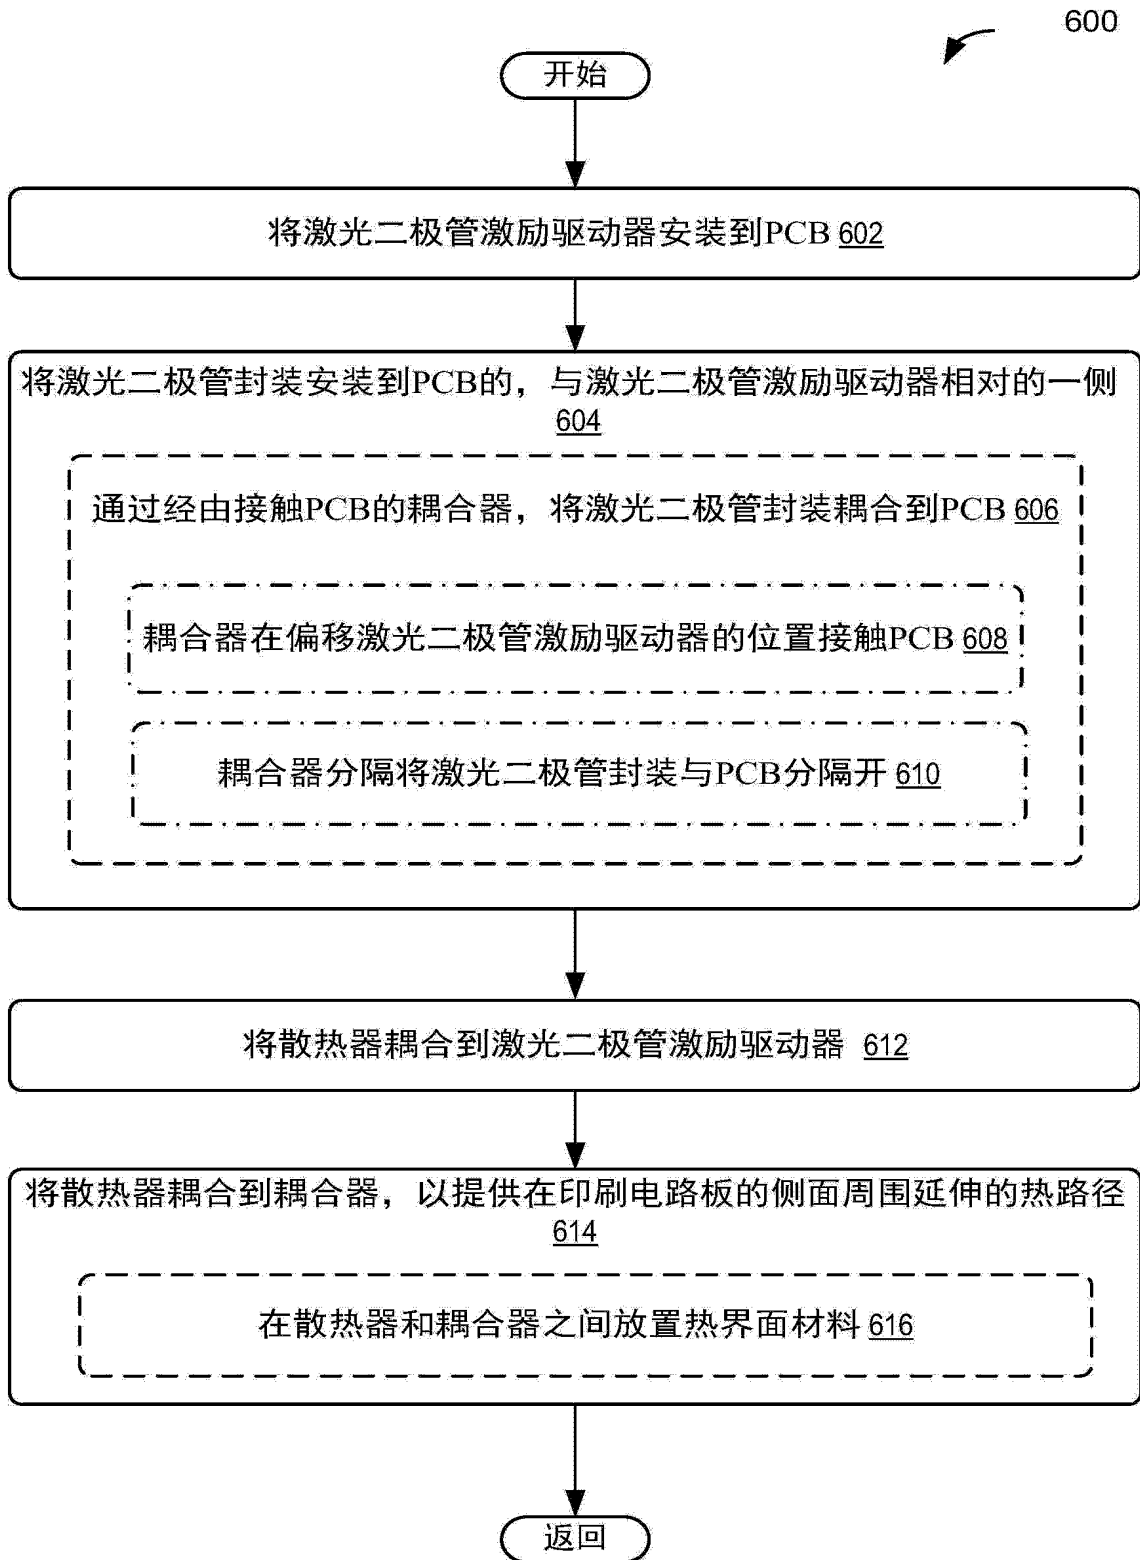 600
开始
将激光二极管激励驱动器安装到PCB 602
将激光二极管封装安装到PCB的，与激光二极管激励驱动器相对的一侧
604
通过经由接触PCB的耦合器，将激光二极管封装耦合到PCB 606
耦合器在偏移激光二极管激励驱动器的位置接触PCB 608
耦合器分隔将激光二极管封装与PCB分隔开 610
将散热器耦合到激光二极管激励驱动器 612
将散热器耦合到耦合器，以提供在印刷电路板的侧面周围延伸的热路径
614
在散热器和耦合器之间放置热界面材料 616
返回